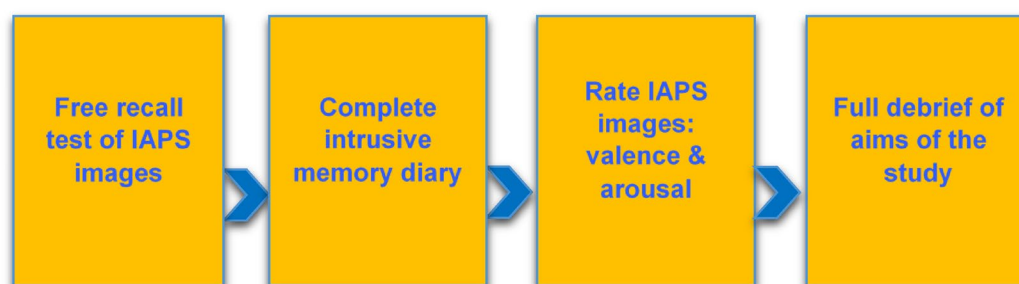 Free recall
test of IAPS
images
Complete
intrusive
memory diary
Rate IAPS
images:
valence &
arousal
Full debrief of
aims of the
study